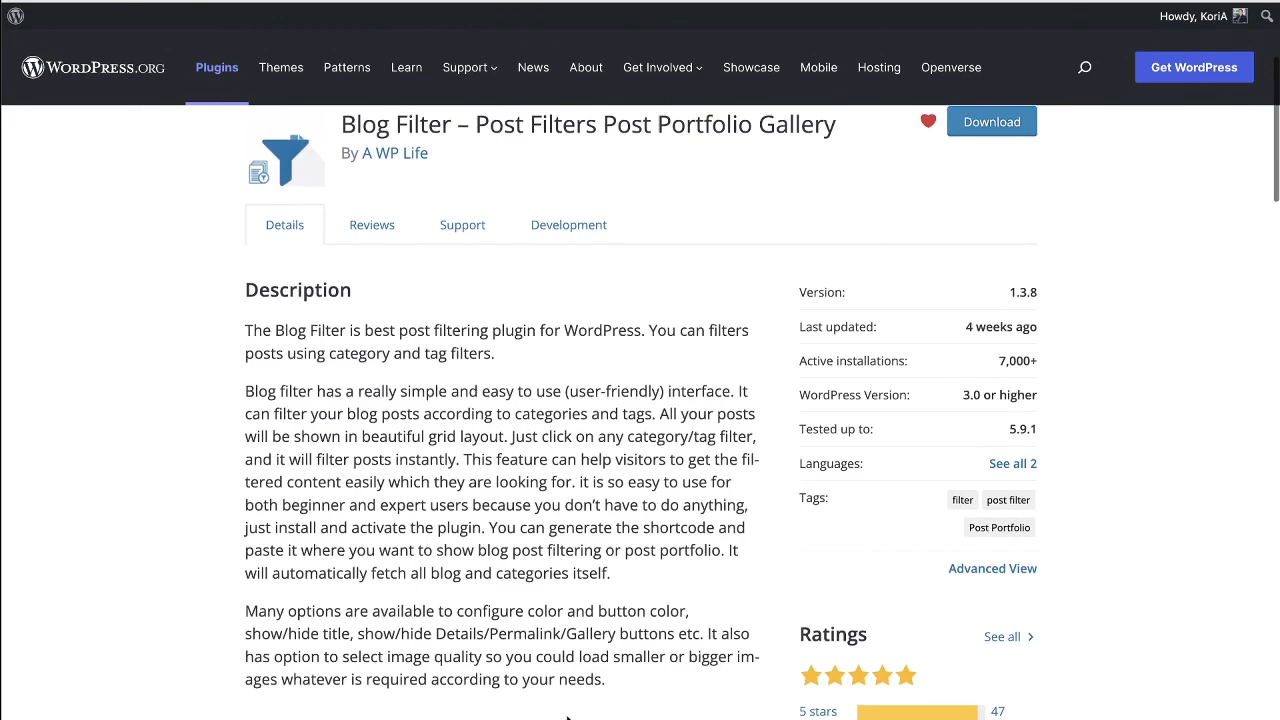 Howdy, KoriA
WORDPRESS.ORG
Plugins
Themes
Patterns
Learn
Support
News
About
Get Involved
Showcase
Mobile
Hosting
Openverse
Get WordPress
Blog Filter – Post Filters Post Portfolio Gallery
Download
By A WP Life
Details
Reviews
Support
Development
Description
The Blog Filter is best post filtering plugin for WordPress. You can filters
posts using category and tag filters.
Blog filter has a really simple and easy to use (user-friendly) interface. It
can filter your blog posts according to categories and tags. All your posts
will be shown in beautiful grid layout. Just click on any category/tag filter,
and it will filter posts instantly. This feature can help visitors to get the fil-
tered content easily which they are looking for. it is so easy to use for
both beginner and expert users because you don’t have to do anything,
just install and activate the plugin. You can generate the shortcode and
paste it where you want to show blog post filtering or post portfolio. It
will automatically fetch all blog and categories itself.
Many options are available to configure color and button color,
show/hide title, show/hide Details/Permalink/Gallery buttons etc. It also
has option to select image quality so you could load smaller or bigger im-
ages whatever is required according to your needs.
Version: 1.3.8
Last updated: 4 weeks ago
Active installations: 7,000+
WordPress Version: 3.0 or higher
Tested up to: 5.9.1
Languages: See all 2
Tags: filter post filter
Post Portfolio
Advanced View
Ratings See all
5 stars 47